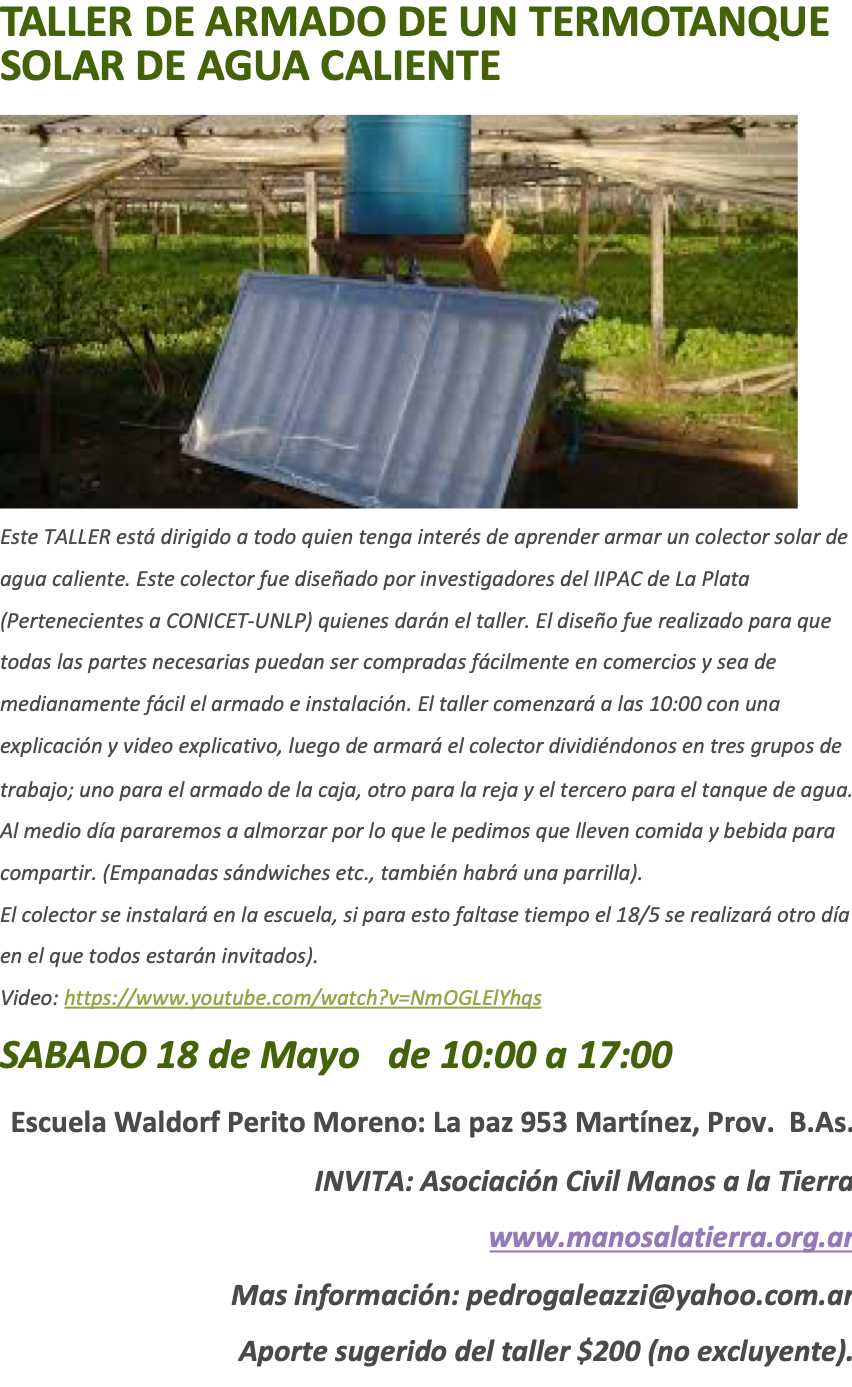 TALLER DE ARMADO DE UN TERMOTANQUE
SOLAR DE AGUA CALIENTE
Este TALLER está dirigido a todo quien tenga interés de aprender armar un colector solar de
agua caliente. Este colector fue diseñado por investigadores del IIPAC de La Plata
(Pertenecientes a CONICET-UNLP) quienes darán el taller. El diseño fue realizado para que
todas las partes necesarias puedan ser compradas fácilmente en comercios y sea de
medianamente fácil el armado e instalación. El taller comenzará a las 10:00 con una
explicación y video explicativo, luego de armará el colector dividiéndonos en tres grupos de
trabajo; uno para el armado de la caja, otro para la reja y el tercero para el tanque de agua.
Al medio día pararemos a almorzar por lo que le pedimos que lleven comida y bebida para
compartir. (Empanadas sándwiches etc., también habrá una parrilla).
El colector se instalará en la escuela, si para esto faltase tiempo el 18/5 se realizará otro día
en el que todos estarán invitados).
Video: https://www.youtube.com/watch?v=NmOGLElYhqs
SABADO 18 de Mayo   de 10:00 a 17:00
Escuela Waldorf Perito Moreno: La paz 953 Martínez, Prov.  B.As.
INVITA: Asociación Civil Manos a la Tierra
www.manosalatierra.org.ar
Mas información: pedrogaleazzi@yahoo.com.ar
Aporte sugerido del taller $200 (no excluyente).